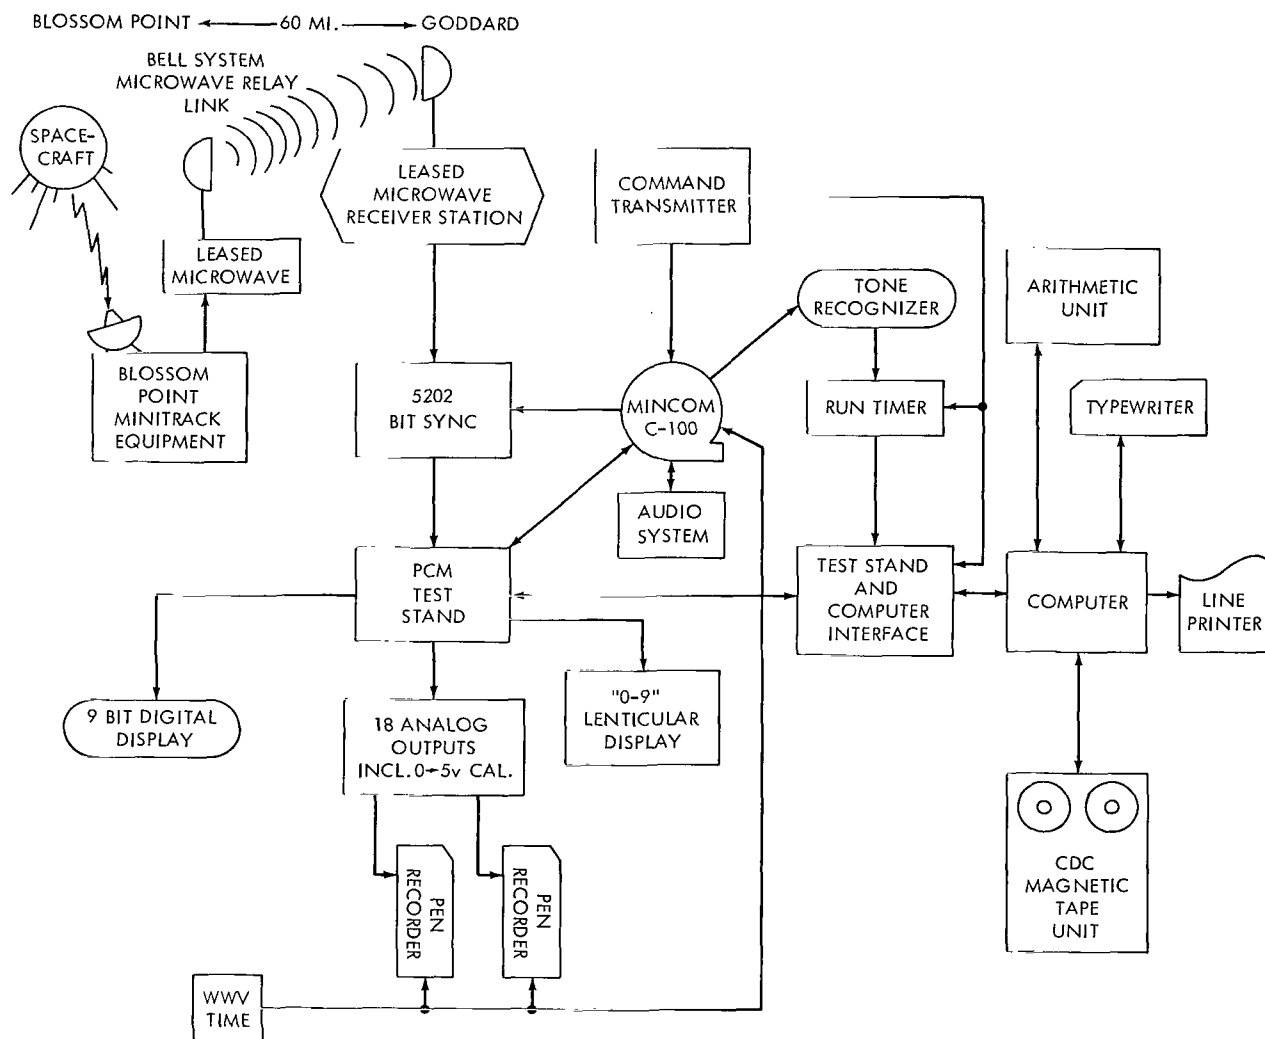 BLOSSOM POINT 60 MI. GODDARD
BELL SYSTEM
MICROWAVE RELAY
LINK
SPACE-
CRAFT
LEASED
MICROWAVE
RECEIVER STATION
COMMAND
TRANSMITTER
LEASED
MICROWAVE
TONE
RECOGNIZER
ARITHMETIC
UNIT
BLOSSOM
POINT
MINITRACK
EQUIPMENT
5202
BIT SYNC
MINCOM
C-100
RUN TIMER
TYPEWRITER
AUDIO
SYSTEM
PCM
TEST
STAND
TEST STAND
AND
COMPUTER
INTERFACE
COMPUTER
LINE
PRINTER
9 BIT DIGITAL
DISPLAY
18 ANALOG
OUTPUTS
INCL.0→5v CAL.
"0-9"
LENTICULAR
DISPLAY
PEN
RECORDER
PEN
RECORDER
CDC
MAGNETIC
TAPE
UNIT
WWV
TIME